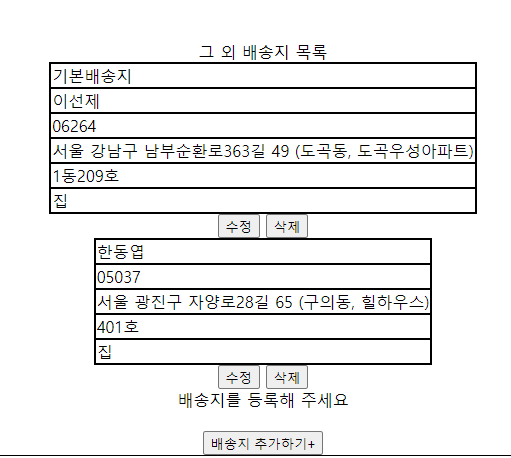 그 외 배송지 목록
기본배송지
이선제
06264
서울 강남구 남부순환로363길 49 (도곡동, 도곡우성아파트)
1동209호
집
수정 삭제
한동엽
05037
서울 광진구 자양로28길 65 (구의동, 힐하우스)
401호
집
수정 삭제
배송지를 등록해 주세요
배송지 추가하기+